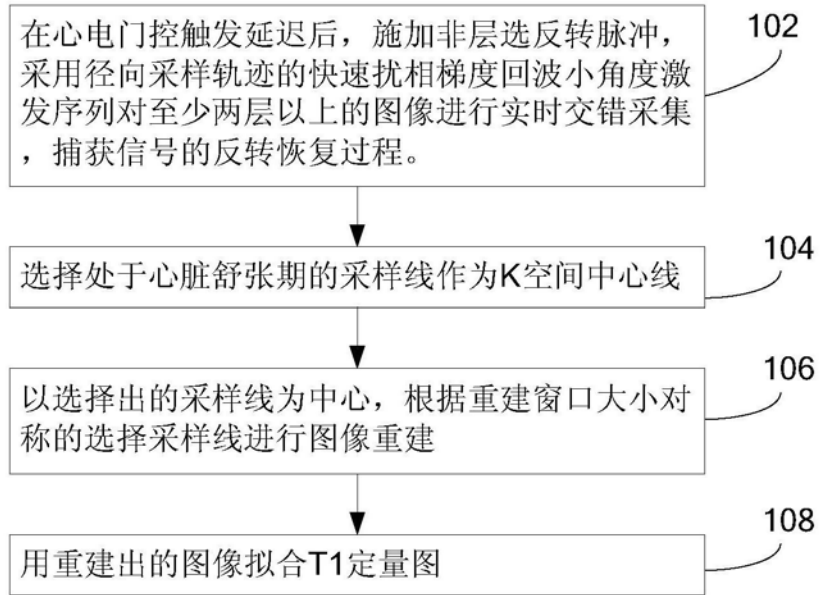 在心电门控触发延迟后，施加非层选反转脉冲，
采用径向采样轨迹的快速扰相梯度回波小角度激
发序列对至少两层以上的图像进行实时交错采集
，捕获信号的反转恢复过程。
102
选择处于心脏舒张期的采样线作为K空间中心线
104
以选择出的采样线为中心，根据重建窗口大小对
称的选择采样线进行图像重建
106
用重建出的图像拟合T1定量图
108